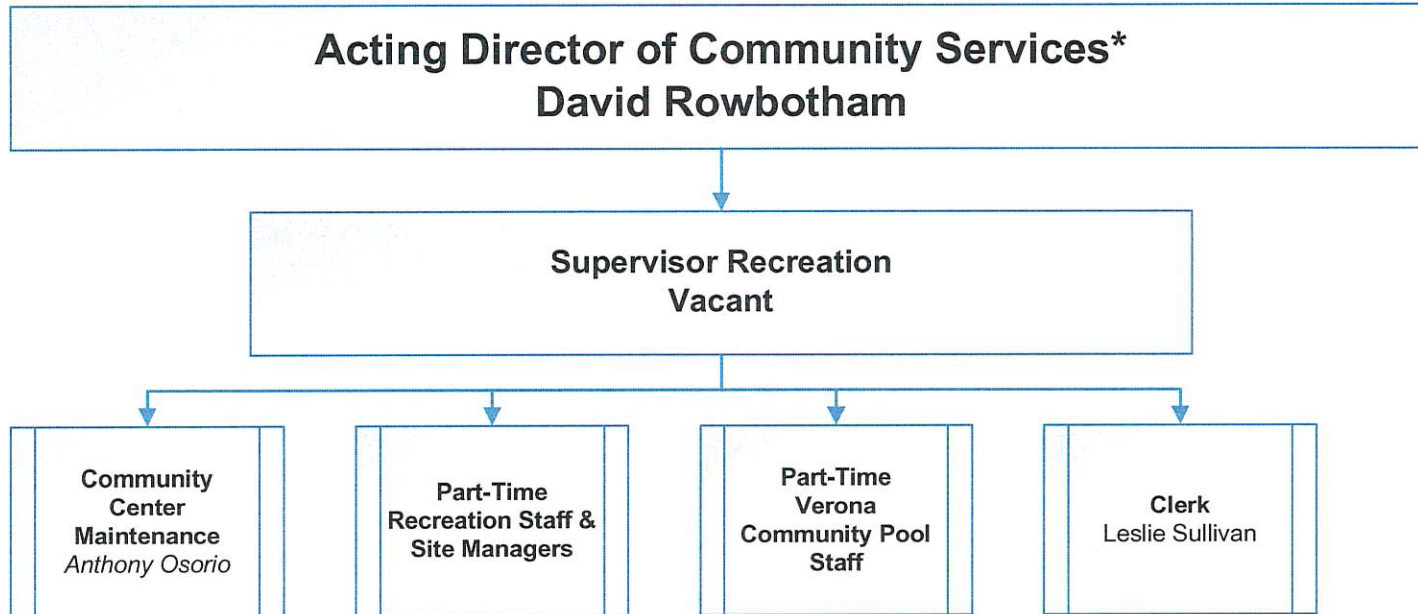 Acting Director of Community Services*
David Rowbotham
Supervisor Recreation
Vacant
Community
Center
Maintenance
Anthony Osorio
Part-Time
Recreation Staff &
Site Managers
Part-Time
Verona
Community Pool
Staff
Clerk
Leslie Sullivan